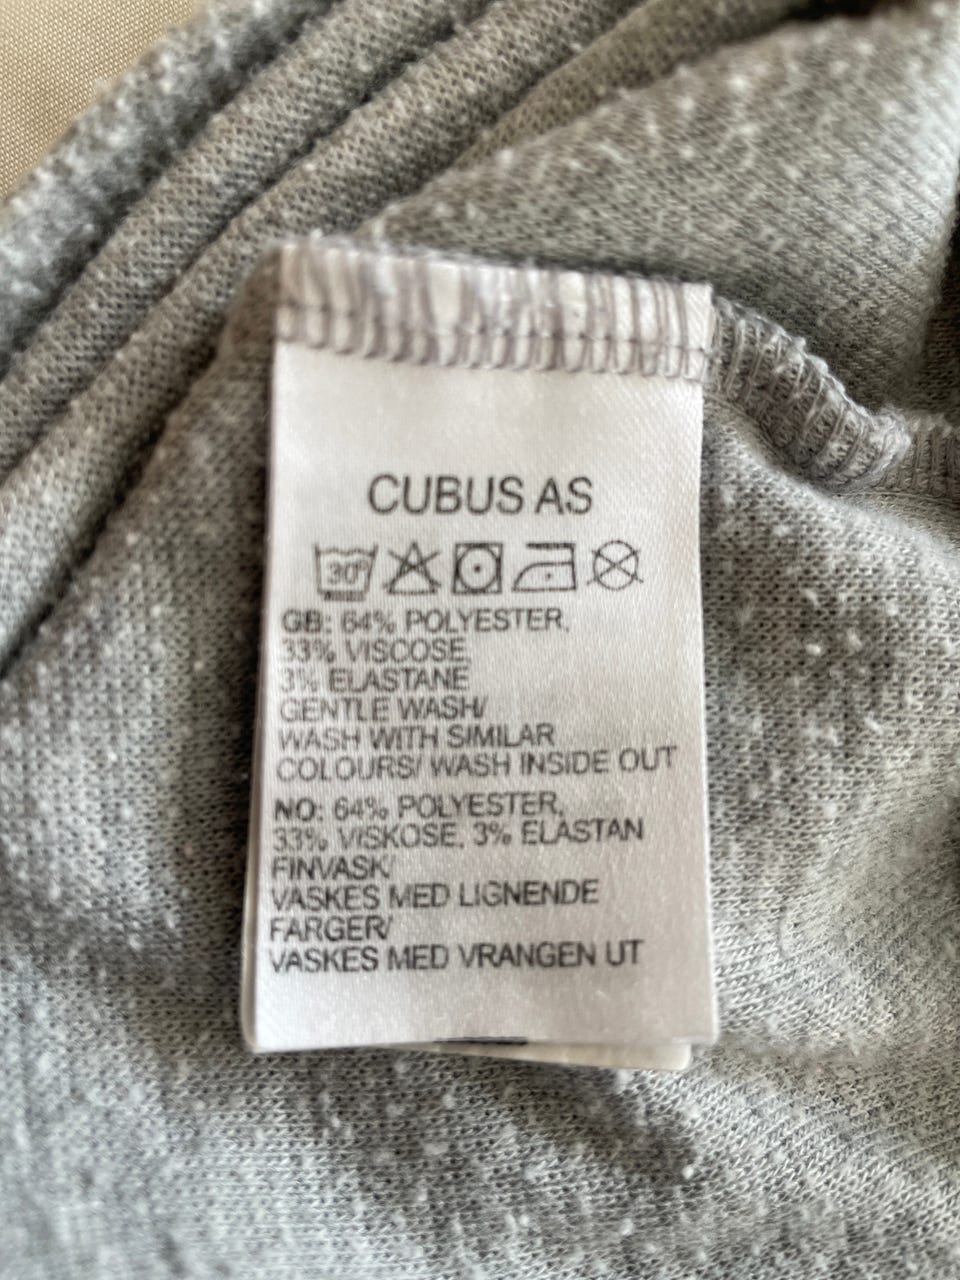 CUBUS AS
30°
GB: 64% POLYESTER,
33% VISCOSE
3% ELASTANE
GENTLE WASH/
WASH WITH SIMILAR
COLOURS/ WASH INSIDE OUT
NO: 64% POLYESTER,
33% VISKOSE, 3% ELASTAN
FINVASK/
VASKES MED LIGNENDE
FARGER/
VASKES MED VRANGEN UT